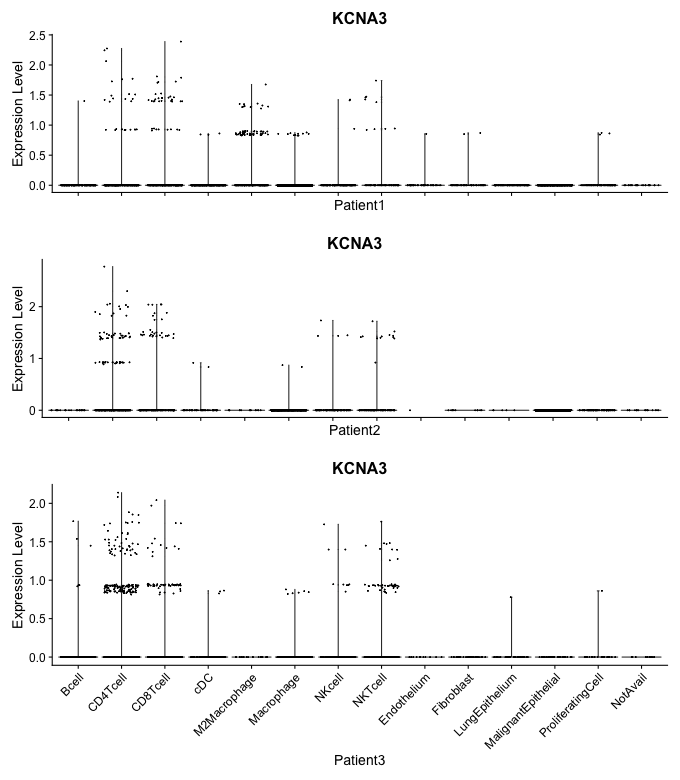 KCNA3
Expression Level
2.5
2.0
1.5
1.0
0.5
0.0
Patient1
KCNA3
Expression Level
2
1
0
Patient2
KCNA3
Expression Level
2.0
1.5
1.0
0.5
0.0
Bcell
CD4Tcell
CD8Tcell
cDC
M2Macrophage
Macrophage
NKcell
NKTcell
Endothelium
Fibroblast
LungEpithelium
MalignantEpithelial
ProliferatingCell
NotAvail
Patient3